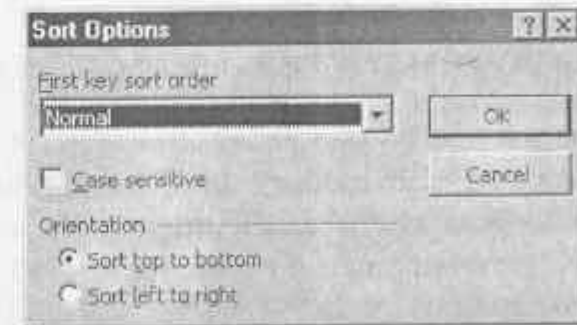 Sort Options
First key sort order
Normal
OK
Case sensitive
Cancel
Orientation
Sort top to bottom
Sort left to right